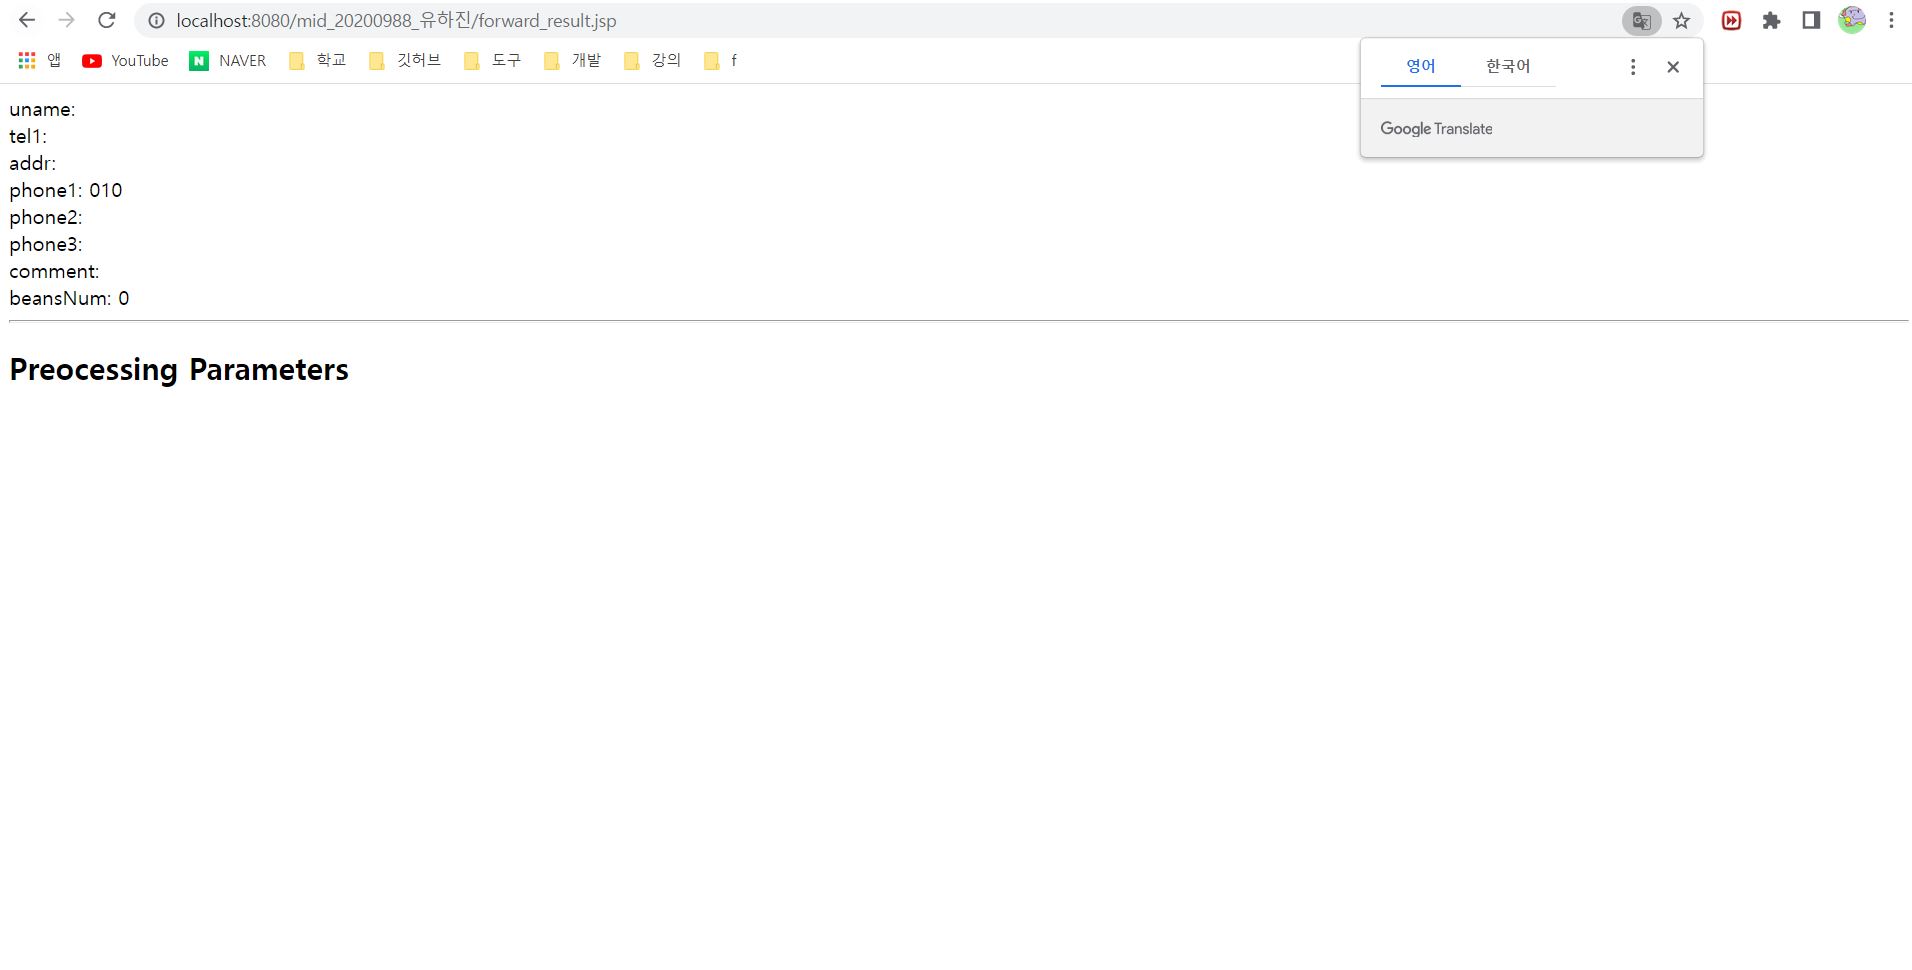 localhost:8080/mid_20200988_유하진/forward_result.jsp
앱 YouTube N NAVER 학교 깃허브 도구 개발 강의 f
영어 한국어
Google Translate
uname:
tel1:
addr:
phone1: 010
phone2:
phone3:
comment:
beansNum: 0
Preocessing Parameters